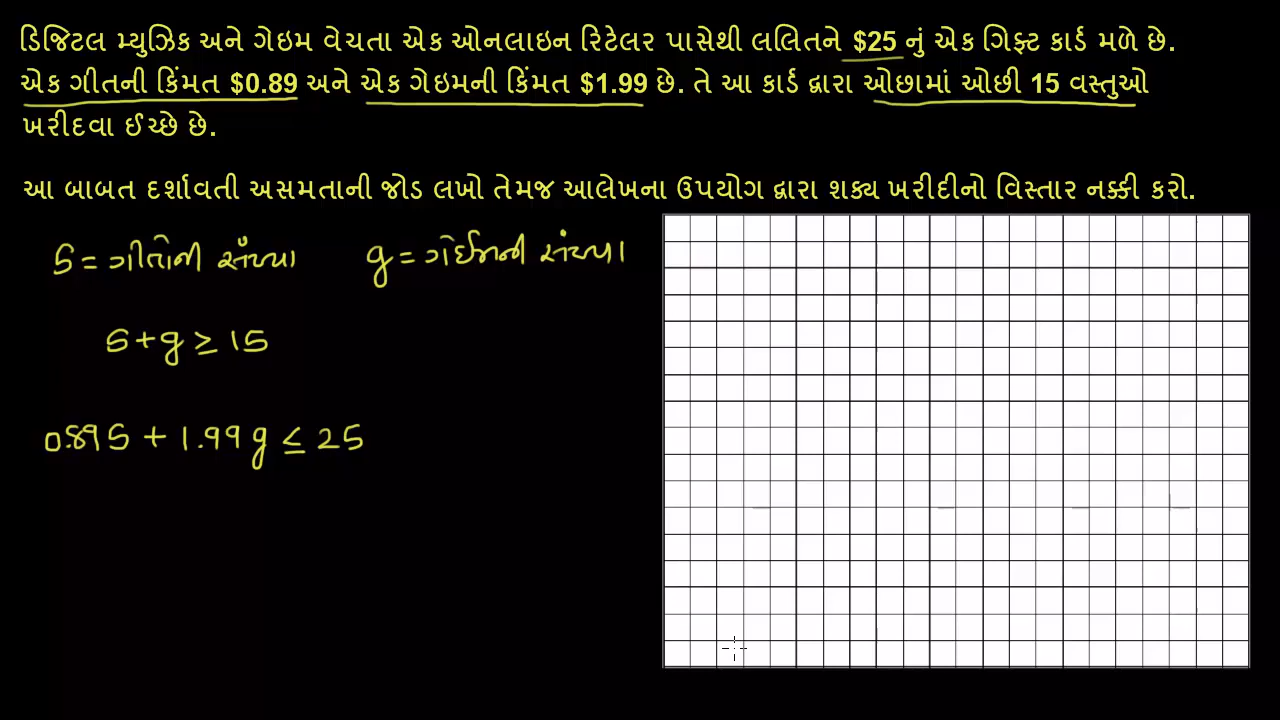 ડિજિટલ મ્યુઝિક અને ગેઇમ વેચતા એક ઓનલાઇન રિટેલર પાસેથી લલિતને $25 નું એક ગિફ્ટ કાર્ડ મળે છે.
એક ગીતની કિંમત $0.89 અને એક ગેઇમની કિંમત $1.99 છે. તે આ કાર્ડ દ્વારા ઓછામાં ઓછી 15 વસ્તુઓ
ખરીદવા ઈચ્છે છે.
આ બાબત દર્શાવતી અસમતાની જોડ લખો તેમજ આલેખના ઉપયોગ દ્વારા શક્ય ખરીદીનો વિસ્તાર નક્કી કરો.
S = ગીતોની સંખ્યા g = ગેઈમની સંખ્યા
S + g ≥ 15
0.89 S + 1.99 g ≤ 25